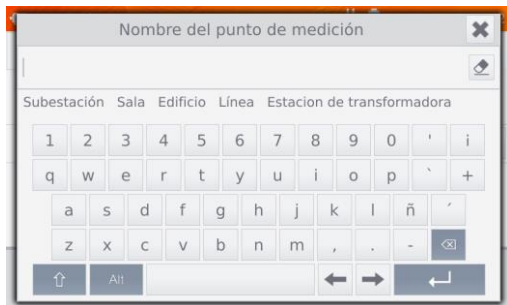 Nombre del punto de medición
Subestación Sala Edificio Línea Estacion de transformadora
1 2 3 4 5 6 7 8 9 0 ' i
q w e r t y u i o p ` +
a s d f g h j k l ñ ´
z x c v b n m , . -
Alt